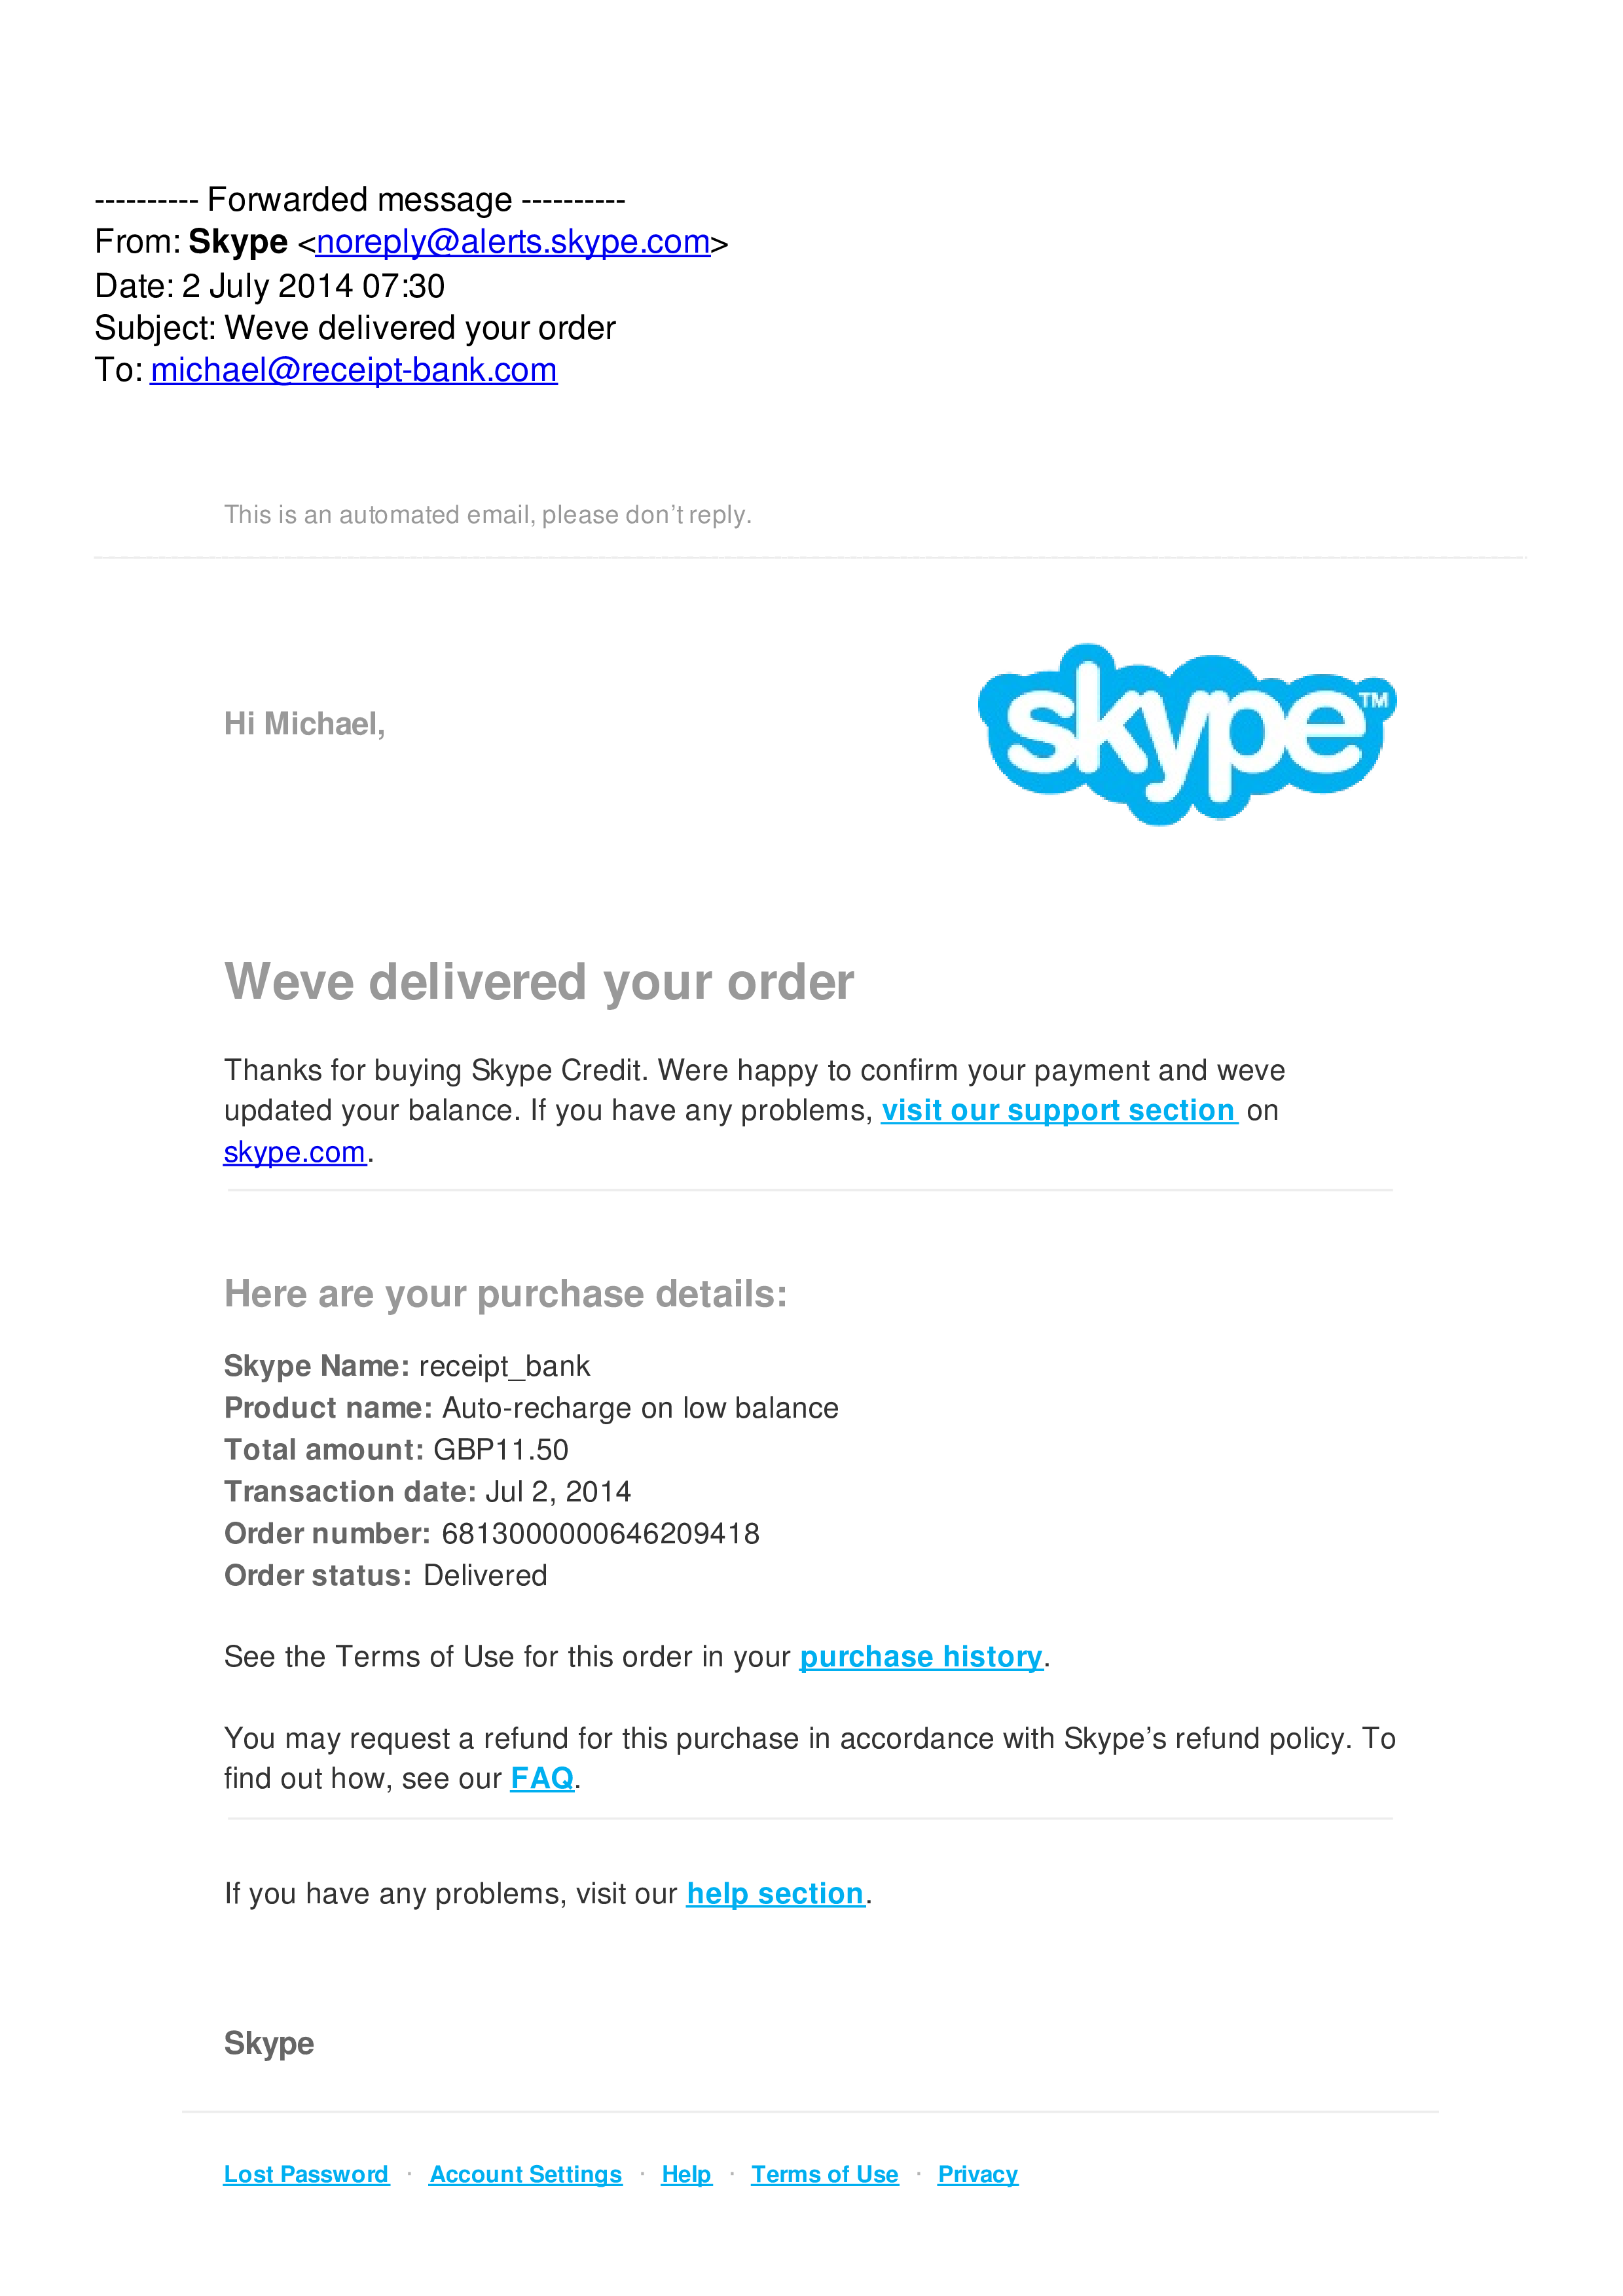 ---------- Forwarded message ----------
From: Skype <noreply@alerts.skype.com>
Date: 2 July 2014 07:30
Subject: Weve delivered your order
To: michael@receipt-bank.com
This is an automated email, please don’t reply.
Hi Michael,
skype™
Weve delivered your order
Thanks for buying Skype Credit. Were happy to confirm your payment and weve
updated your balance. If you have any problems, visit our support section on
skype.com.
Here are your purchase details:
Skype Name: receipt_bank
Product name: Auto-recharge on low balance
Total amount: GBP11.50
Transaction date: Jul 2, 2014
Order number: 6813000000646209418
Order status: Delivered
See the Terms of Use for this order in your purchase history.
You may request a refund for this purchase in accordance with Skype’s refund policy. To
find out how, see our FAQ.
If you have any problems, visit our help section.
Skype
Lost Password · Account Settings · Help · Terms of Use · Privacy